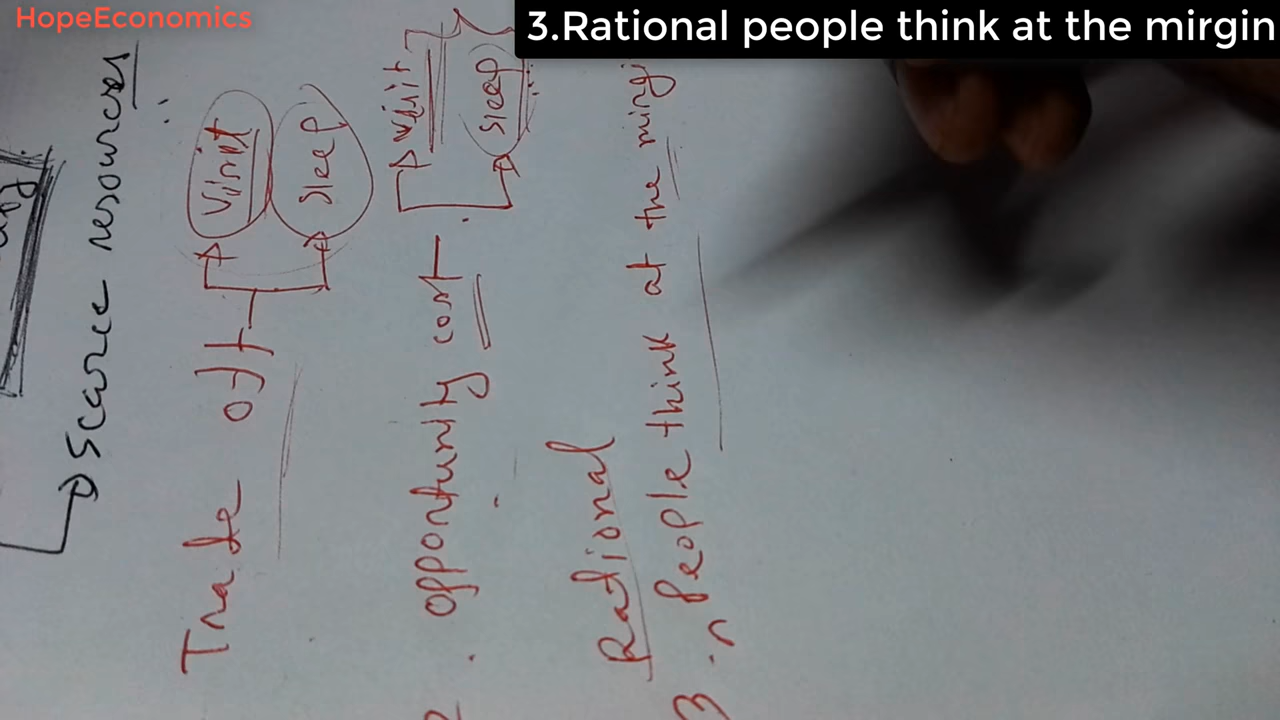 HopeEconomics
3.Rational people think at the mirgin
Scarce resources
Trade off
Visit
Sleep
2. opportunity cost
Visit
Sleep
3. Rational
People think at the mirgi